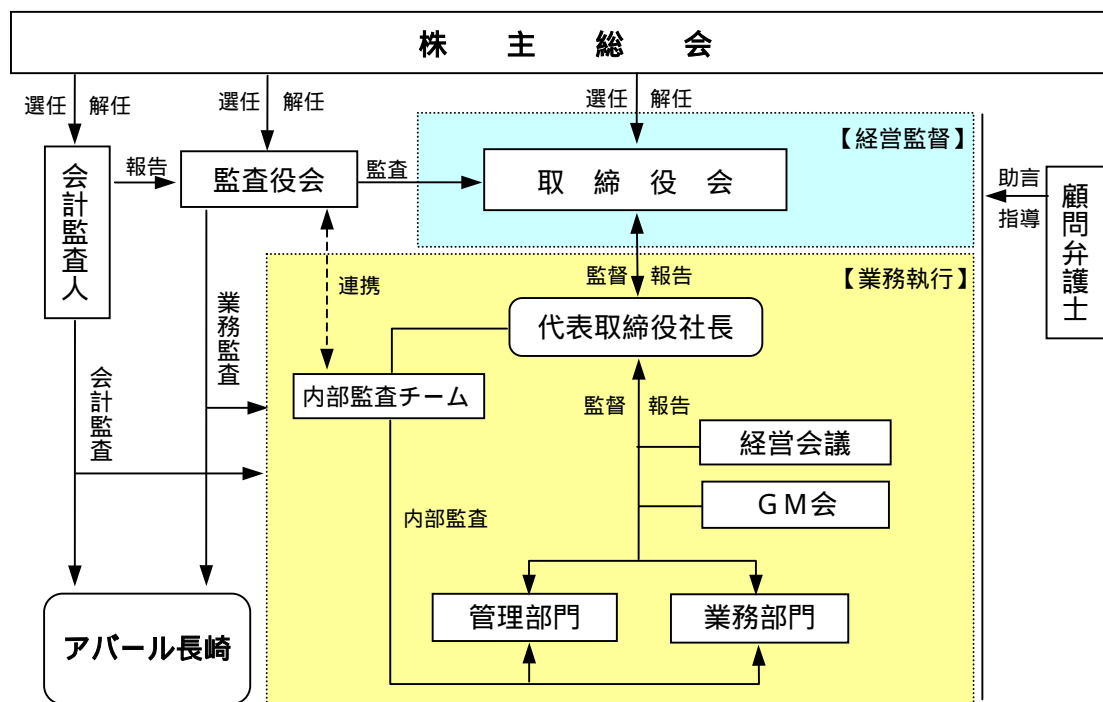 株 主 総 会
選任 解任
選任 解任
選任 解任
【経営監督】
会計監査人
報告
監査役会
監査
取 締 役 会
助言
指導
顧問弁護士
連携
監督 報告
【業務執行】
代表取締役社長
業務監査
内部監査チーム
監督 報告
会計監査
経営会議
GM会
内部監査
管理部門
業務部門
アバール長崎